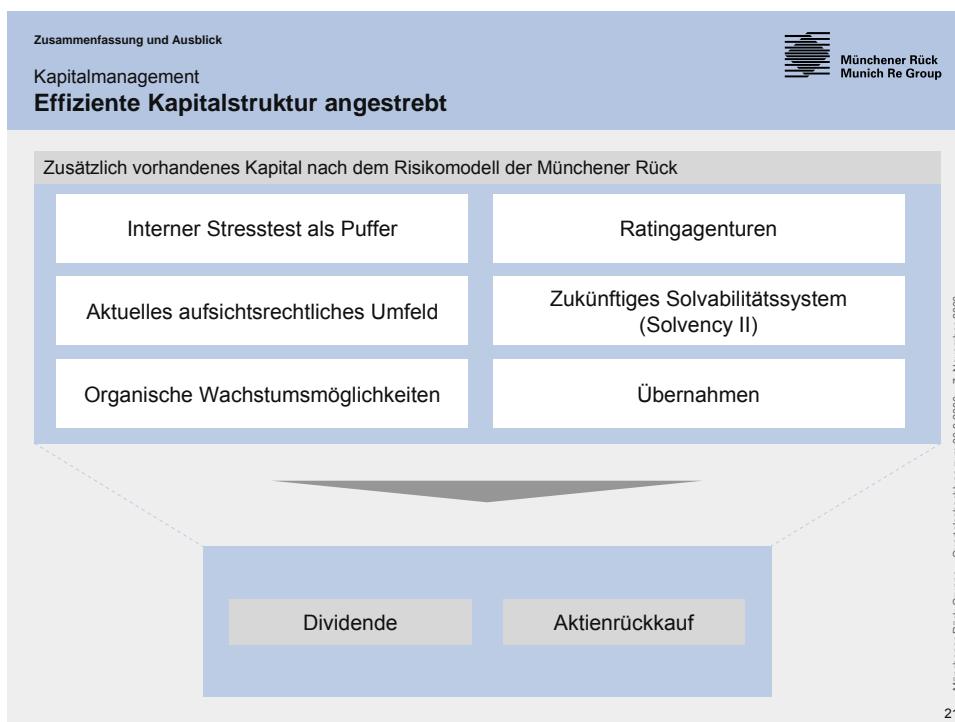 Zusammenfassung und Ausblick
Münchener Rück
Munich Re Group
Kapitalmanagement
Effiziente Kapitalstruktur angestrebt
Zusätzlich vorhandenes Kapital nach dem Risikomodell der Münchener Rück
Interner Stresstest als Puffer
Ratingagenturen
Aktuelles aufsichtsrechtliches Umfeld
Zukünftiges Solvabilitätssystem
(Solvency II)
Organische Wachstumsmöglichkeiten
Übernahmen
Dividende
Aktienrückkauf
21